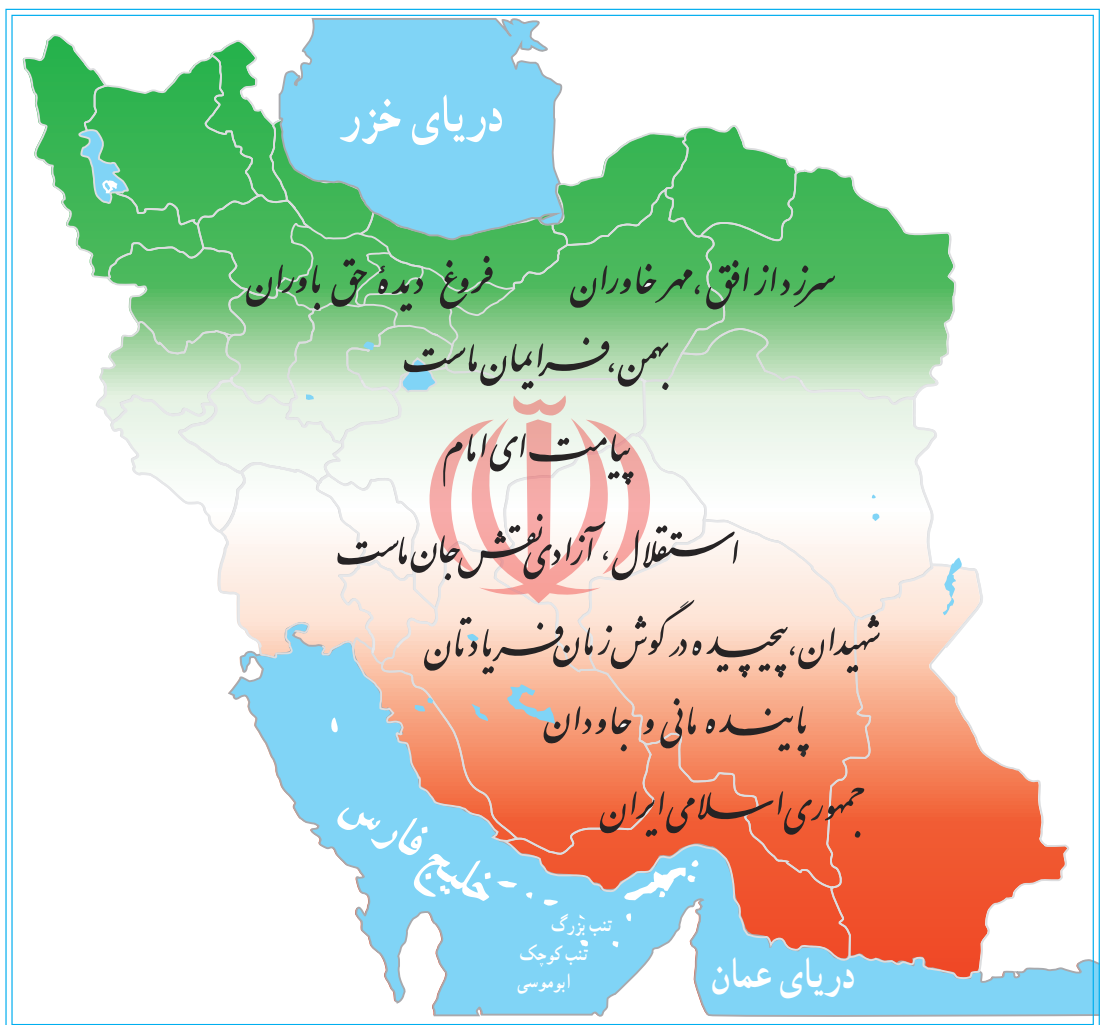 دریای خزر
سرزد از افق، مهر خاوران فروغ دیدهٔ حق باوران
بهمن، فر ایمان ماست
پیامت ای امام
استقلال، آزادی نقش جان ماست
شهیدان، پیچیده در گوش زمان فریادتان
پاینده مانی و جاودان
جمهوری اسلامی ایران
خلیج فارس
تنب بزرگ
تنب کوچک
ابوموسی
دریای عمان